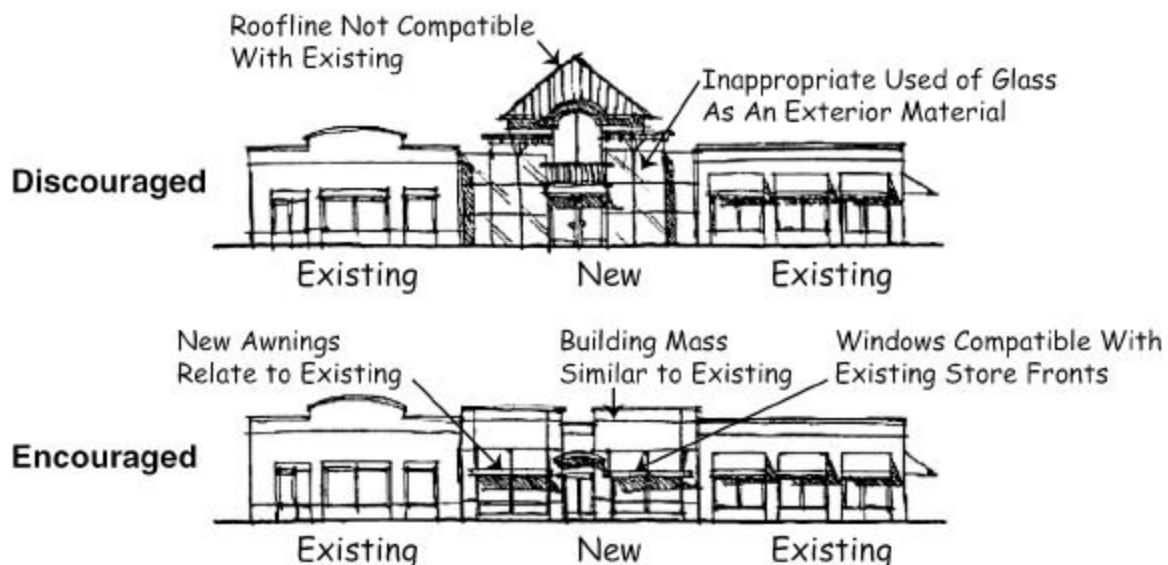 Roofline Not Compatible
With Existing
Inappropriate Used of Glass
As An Exterior Material
Discouraged
Existing
New
Existing
New Awnings
Relate to Existing
Building Mass
Similar to Existing
Windows Compatible With
Existing Store Fronts
Encouraged
Existing
New
Existing